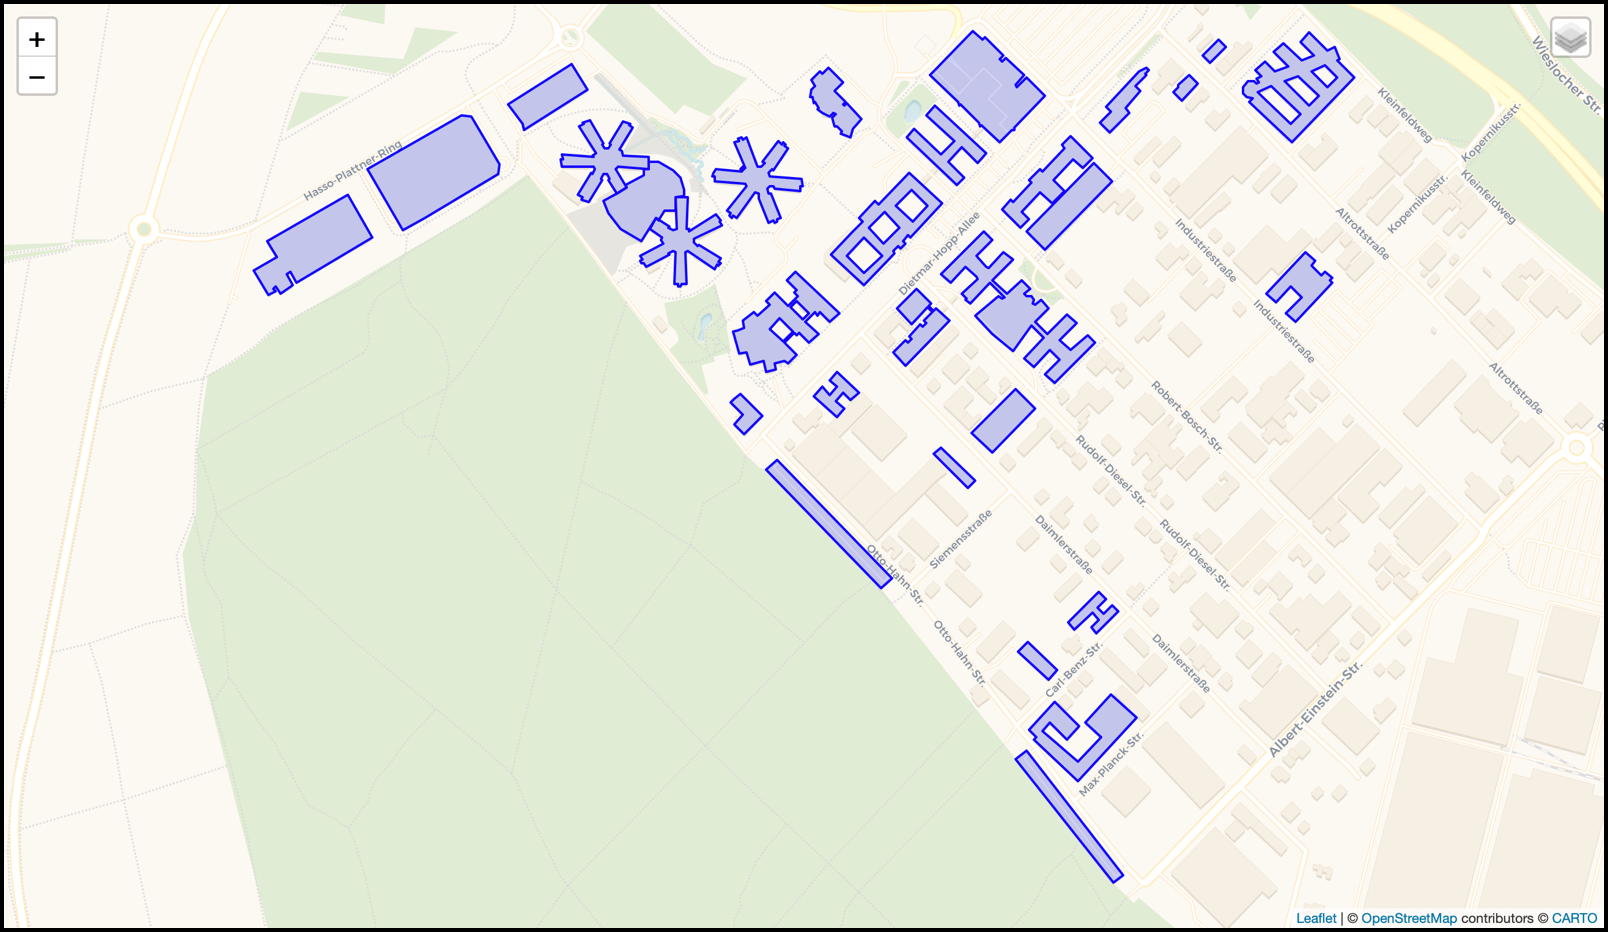 +
−
Hasso-Plattner-Ring
Wieslocher Str.
Kleinfeldweg
Kopernikusstr.
Kleinfeldweg
Kopernikusstr.
Altrottstraße
Industriestraße
Dietmar-Hopp-Allee
Industriestraße
Altrottstraße
Robert-Bosch-Str.
Rudolf-Diesel-Str.
Siemensstraße
Daimlerstraße
Rudolf-Diesel-Str.
Otto-Hahn-Str.
Otto-Hahn-Str.
Carl-Benz-Str.
Daimlerstraße
Albert-Einstein-Str.
Max-Planck-Str.
Leaflet | © OpenStreetMap contributors © CARTO